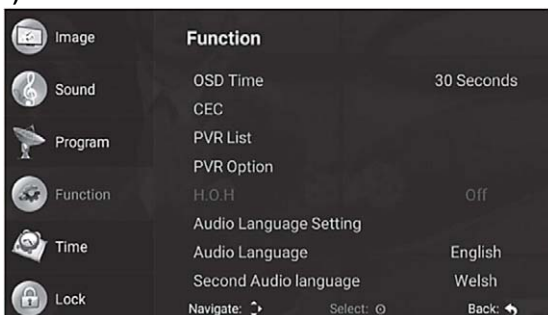 Image
Sound
Program
Function
Time
Lock
Function
OSD Time 30 Seconds
CEC
PVR List
PVR Option
H.O.H Off
Audio Language Setting
Audio Language English
Second Audio language Welsh
Navigate: Select: Back: